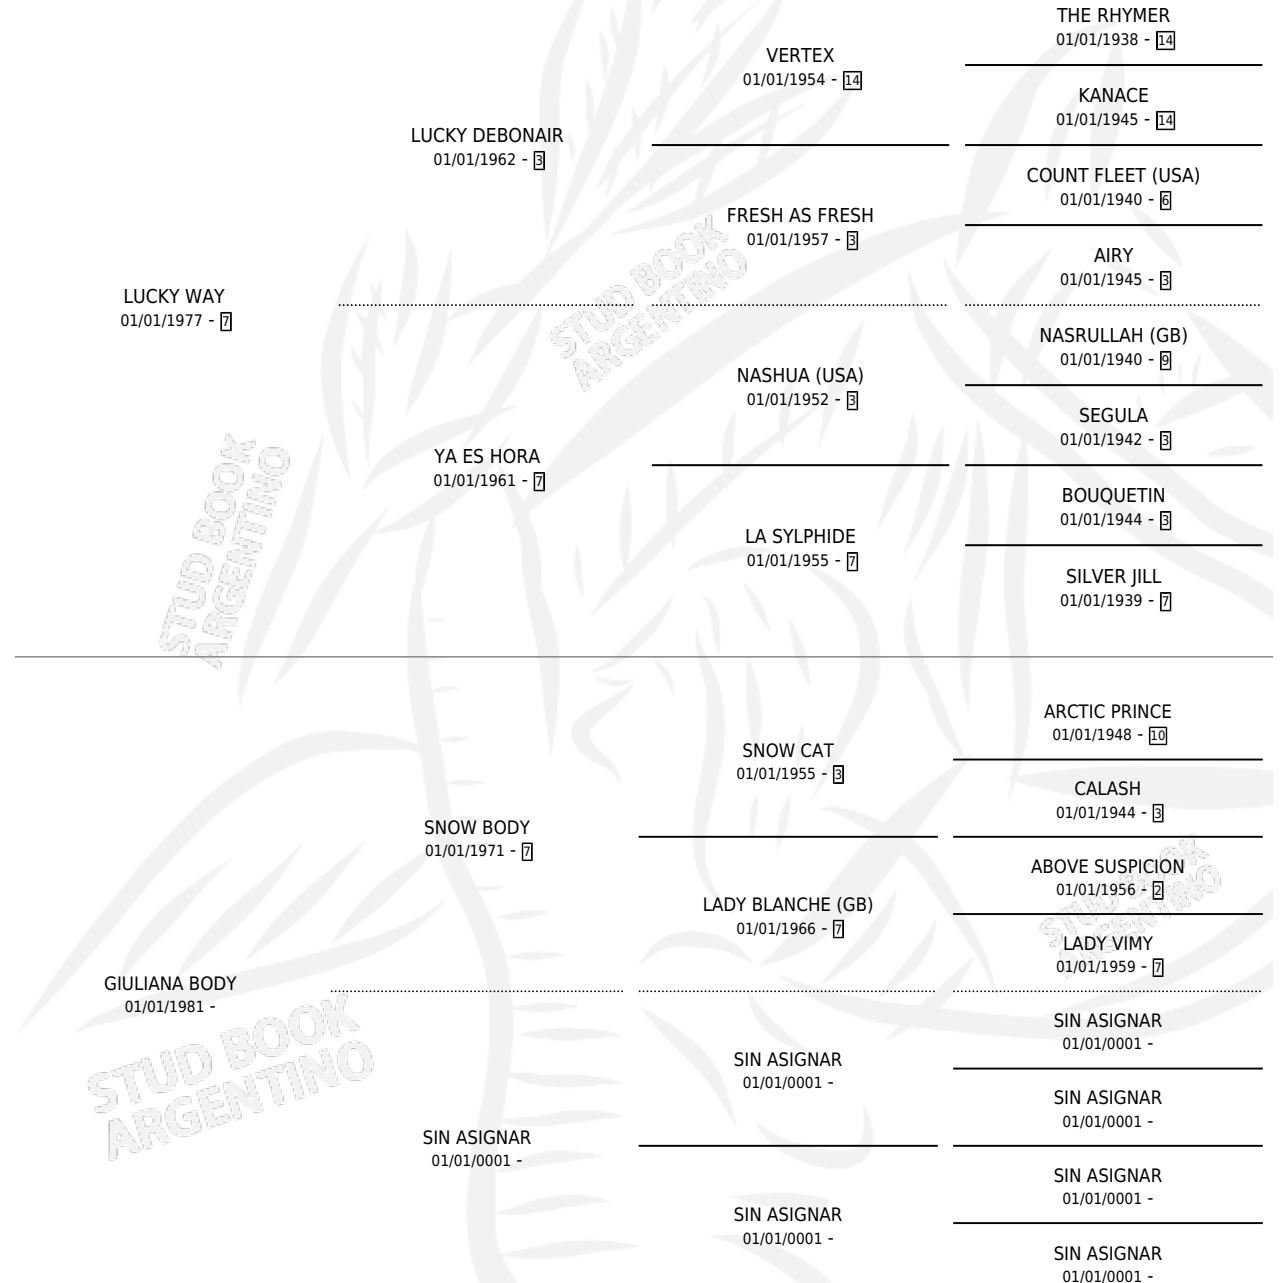 THE RHYMER
01/01/1938 - 14
VERTEX
01/01/1954 - 14
KANACE
01/01/1945 - 14
LUCKY DEBONAIR
01/01/1962 - 3
COUNT FLEET (USA)
01/01/1940 - 6
FRESH AS FRESH
01/01/1957 - 3
AIRY
01/01/1945 - 3
LUCKY WAY
01/01/1977 - 7
NASRULLAH (GB)
01/01/1940 - 9
NASHUA (USA)
01/01/1952 - 3
SEGULA
01/01/1942 - 3
YA ES HORA
01/01/1961 - 7
BOUQUETIN
01/01/1944 - 3
LA SYLPHIDE
01/01/1955 - 7
SILVER JILL
01/01/1939 - 7
STUD BOOK
ARGENTINO
STUD BOOK
ARGENTINO
ARCTIC PRINCE
01/01/1948 - 10
SNOW CAT
01/01/1955 - 3
CALASH
01/01/1944 - 3
SNOW BODY
01/01/1971 - 7
ABOVE SUSPICION
01/01/1956 - 2
LADY BLANCHE (GB)
01/01/1966 - 7
LADY VIMY
01/01/1959 - 7
STUD BOOK
ARGENTINO
GIULIANA BODY
01/01/1981 -
SIN ASIGNAR
01/01/0001 -
SIN ASIGNAR
01/01/0001 -
SIN ASIGNAR
01/01/0001 -
SIN ASIGNAR
01/01/0001 -
SIN ASIGNAR
01/01/0001 -
SIN ASIGNAR
01/01/0001 -
SIN ASIGNAR
01/01/0001 -
STUD BOOK
ARGENTINO